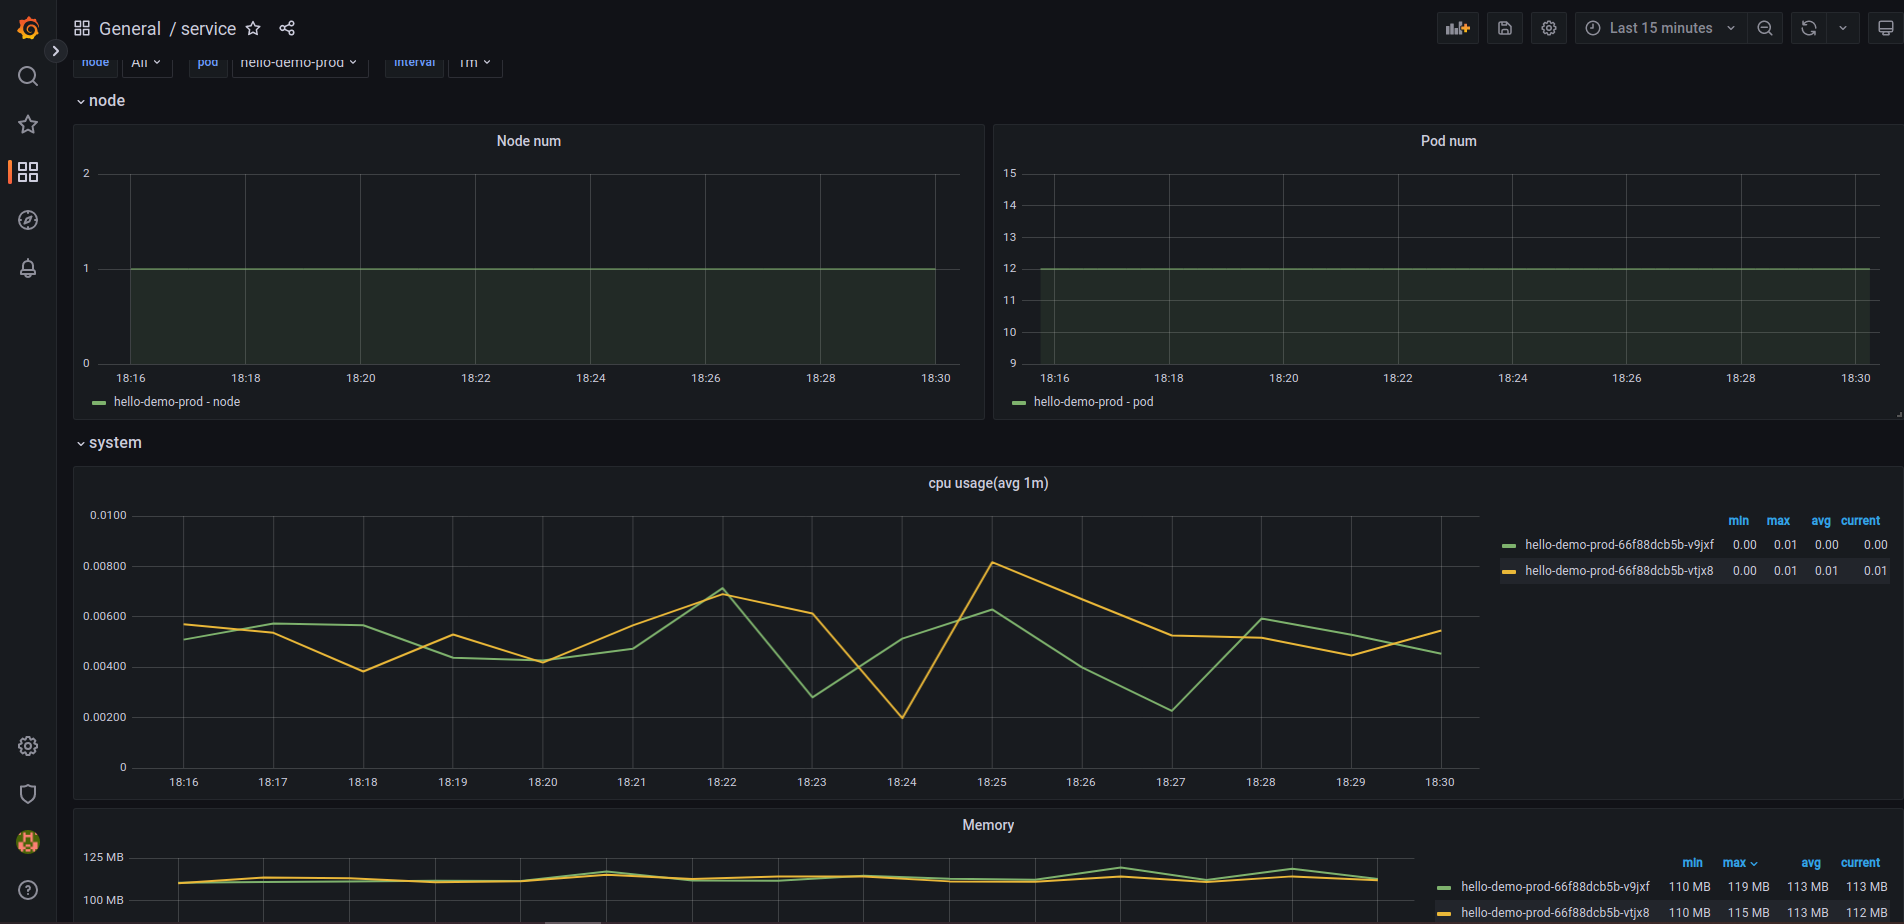 General / service
Last 15 minutes
node All pod hello-demo-prod interval 1m
node
Node num
2
1
0
18:16 18:18 18:20 18:22 18:24 18:26 18:28 18:30
hello-demo-prod - node
Pod num
15
14
13
12
11
10
9
18:16 18:18 18:20 18:22 18:24 18:26 18:28 18:30
hello-demo-prod - pod
system
cpu usage(avg 1m)
0.0100
0.00800
0.00600
0.00400
0.00200
0
18:16 18:17 18:18 18:19 18:20 18:21 18:22 18:23 18:24 18:25 18:26 18:27 18:28 18:29 18:30
min max avg current
hello-demo-prod-66f88dcb5b-v9jxf 0.00 0.01 0.00 0.00
hello-demo-prod-66f88dcb5b-vtjx8 0.00 0.01 0.01 0.01
Memory
125 MB
100 MB
min max avg current
hello-demo-prod-66f88dcb5b-v9jxf 110 MB 119 MB 113 MB 113 MB
hello-demo-prod-66f88dcb5b-vtjx8 110 MB 115 MB 113 MB 112 MB